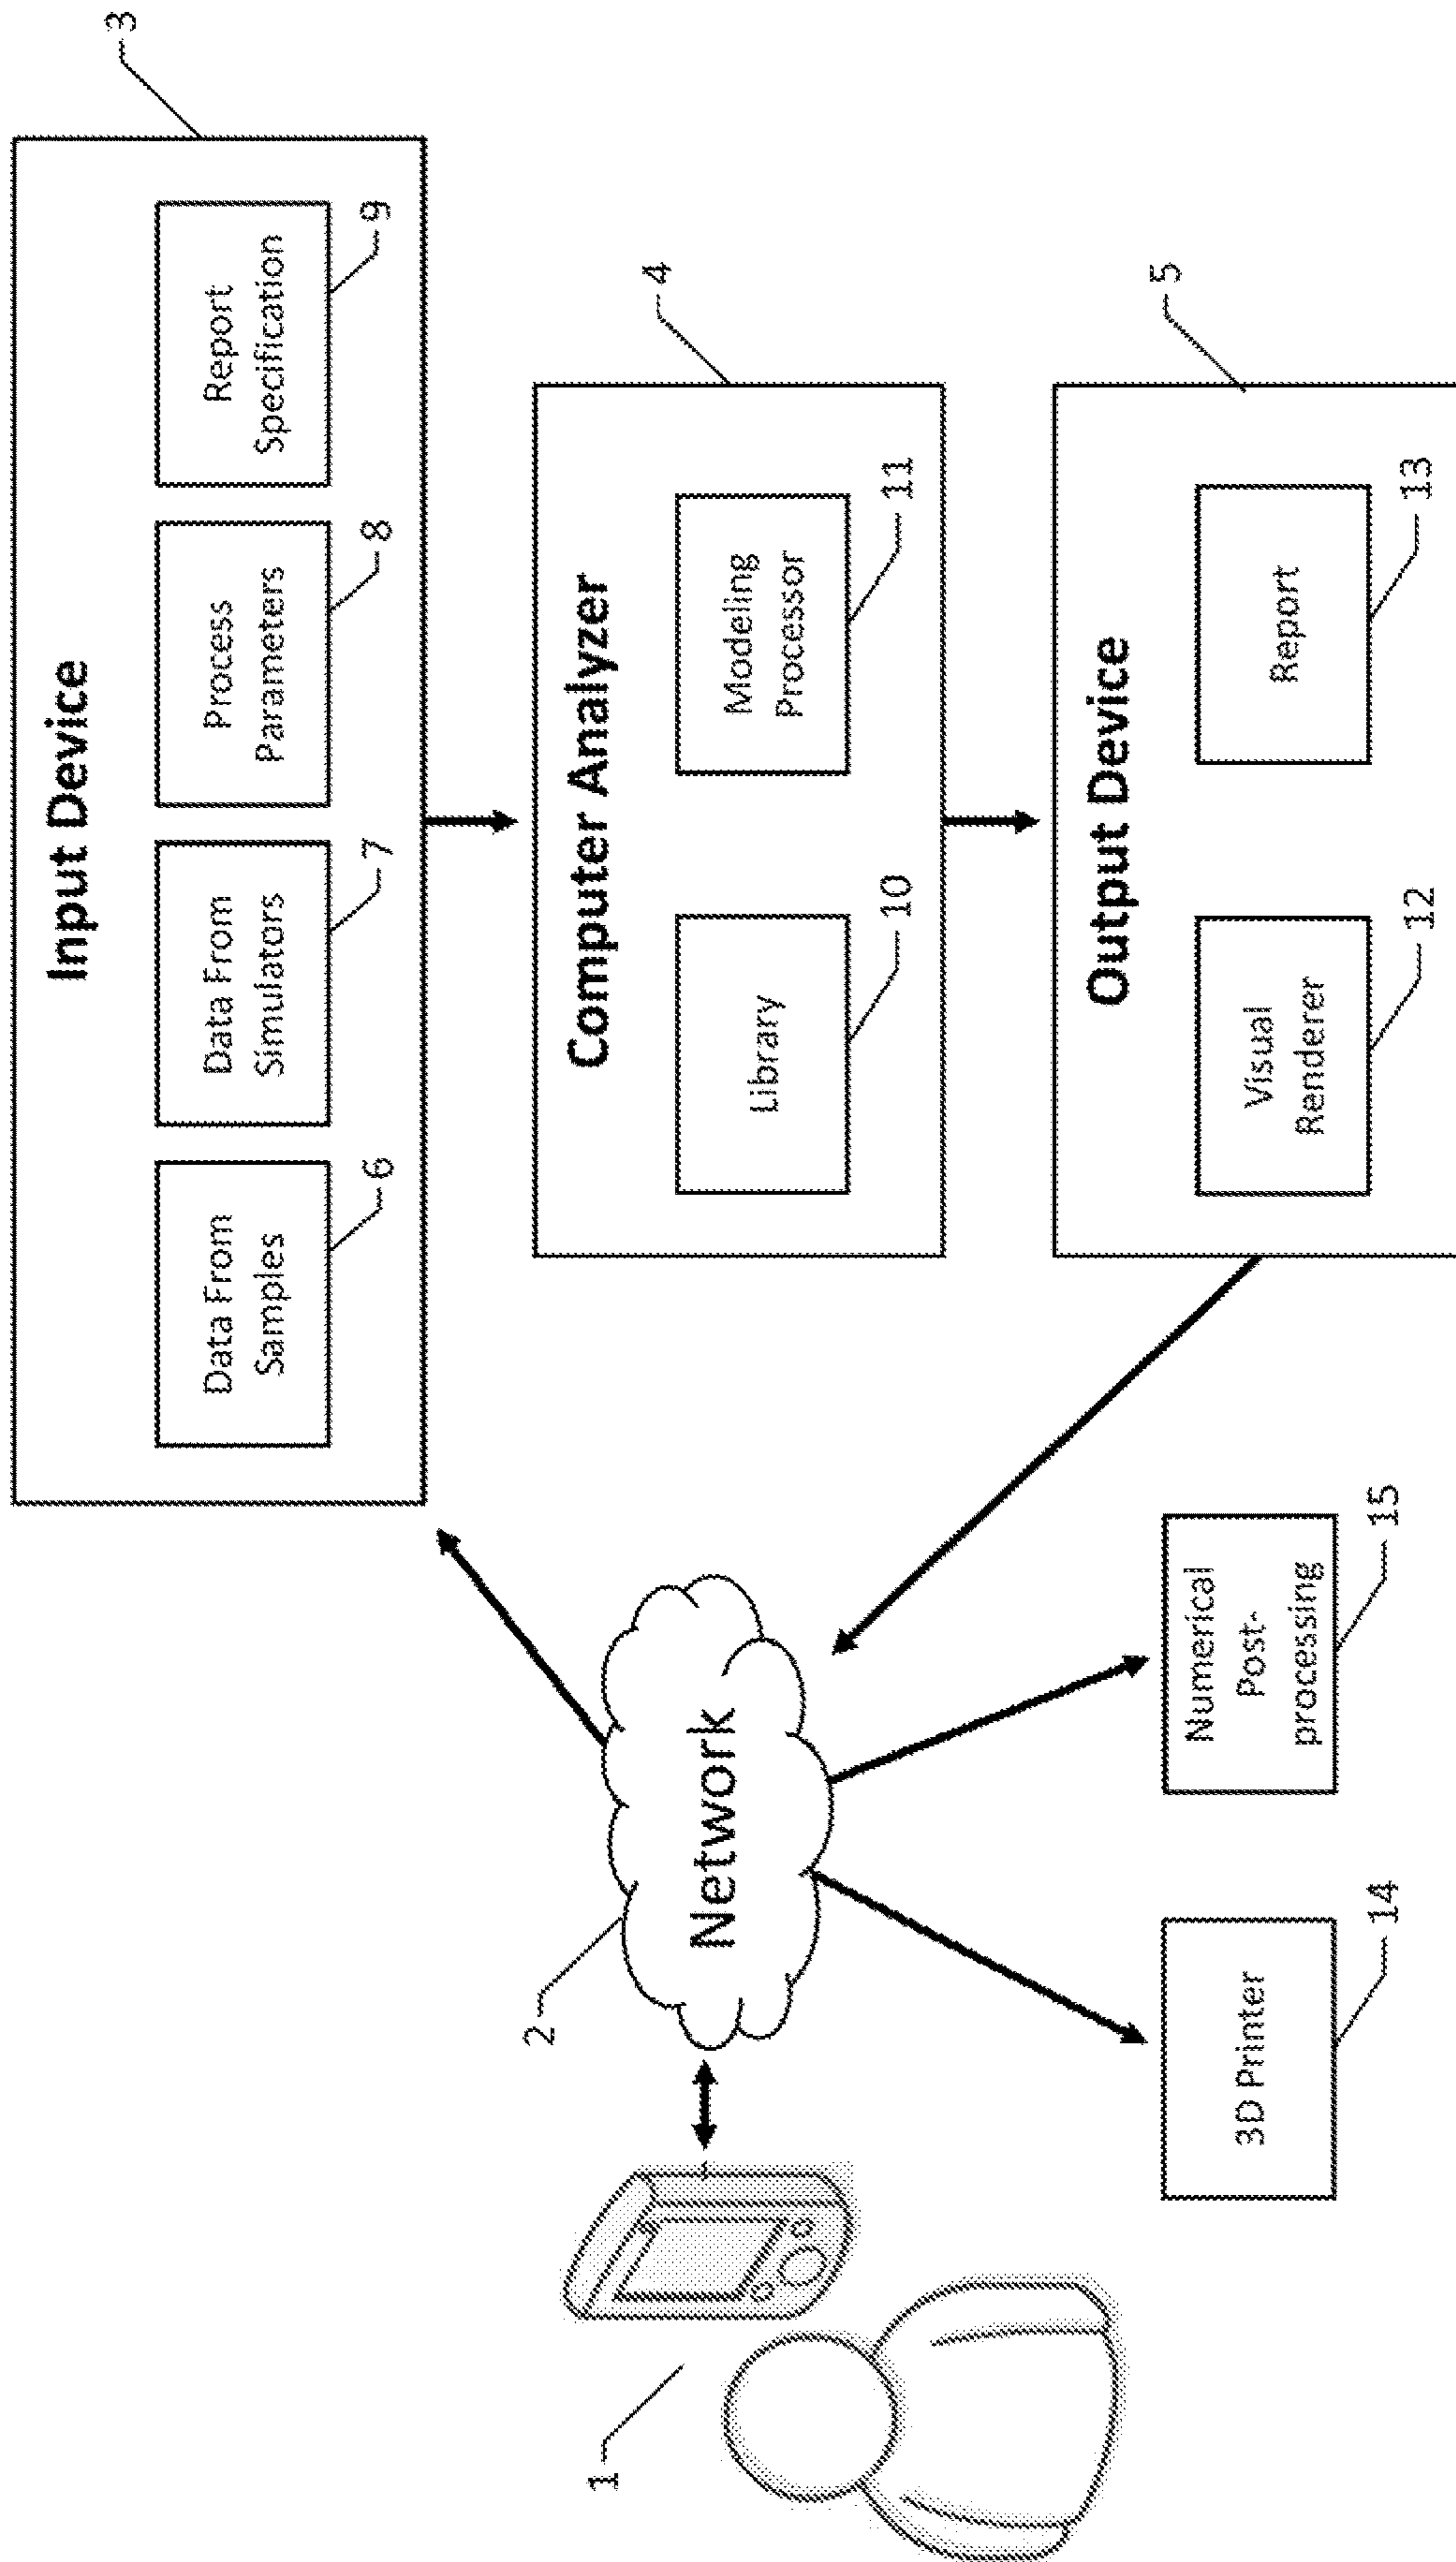 Input Device
3
Data From
Samples
6
Data From
Simulators
7
Process
Parameters
8
Report
Specification
9
Computer Analyzer
4
Library
10
Modeling
Processor
11
Output Device
5
Visual
Renderer
12
Report
13
1
2
Network
3D Printer
14
Numerical
Post-
processing
15